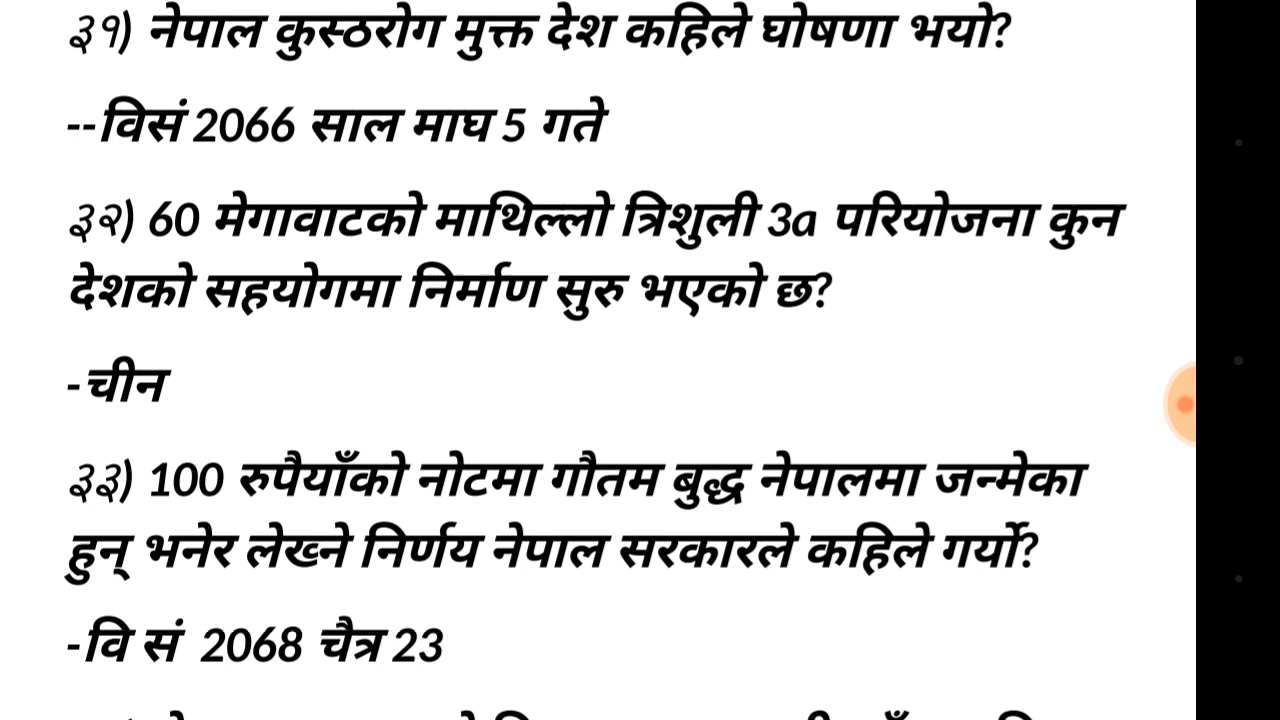 ३१) नेपाल कुस्ठरोग मुक्त देश कहिले घोषणा भयो?
--विसं 2066 साल माघ 5 गते
३२) 60 मेगावाटको माथिल्लो त्रिशुली 3a परियोजना कुन
देशको सहयोगमा निर्माण सुरु भएको छ?
-चीन
३३) 100 रुपैयाँको नोटमा गौतम बुद्ध नेपालमा जन्मेका
हुन् भनेर लेख्ने निर्णय नेपाल सरकारले कहिले गर्यो?
-वि सं 2068 चैत्र 23